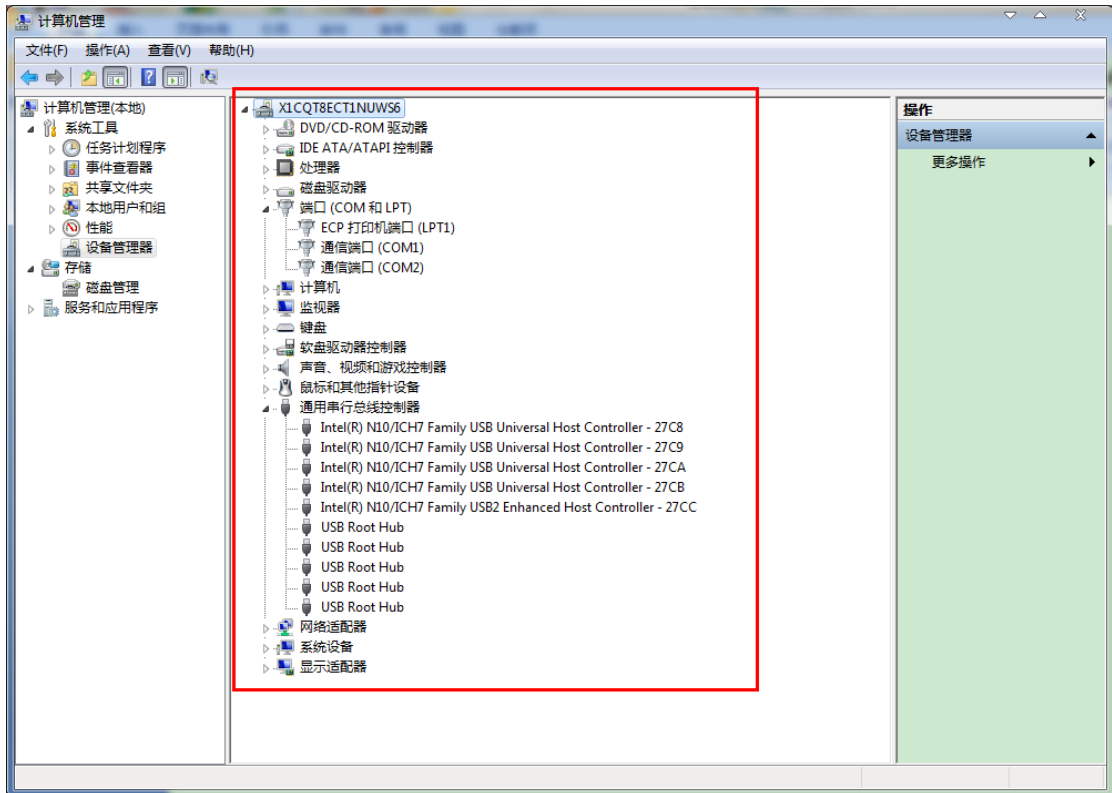 计算机管理
文件(F) 操作(A) 查看(V) 帮助(H)
计算机管理(本地)
系统工具
任务计划程序
事件查看器
共享文件夹
本地用户和组
性能
设备管理器
存储
磁盘管理
服务和应用程序
X1CQT8ECT1NUWS6
DVD/CD-ROM 驱动器
IDE ATA/ATAPI 控制器
处理器
磁盘驱动器
端口 (COM 和 LPT)
ECP 打印机端口 (LPT1)
通信端口 (COM1)
通信端口 (COM2)
计算机
监视器
键盘
软盘驱动器控制器
声音、视频和游戏控制器
鼠标和其他指针设备
通用串行总线控制器
Intel(R) N10/ICH7 Family USB Universal Host Controller - 27C8
Intel(R) N10/ICH7 Family USB Universal Host Controller - 27C9
Intel(R) N10/ICH7 Family USB Universal Host Controller - 27CA
Intel(R) N10/ICH7 Family USB Universal Host Controller - 27CB
Intel(R) N10/ICH7 Family USB2 Enhanced Host Controller - 27CC
USB Root Hub
USB Root Hub
USB Root Hub
USB Root Hub
USB Root Hub
网络适配器
系统设备
显示适配器
操作
设备管理器
更多操作